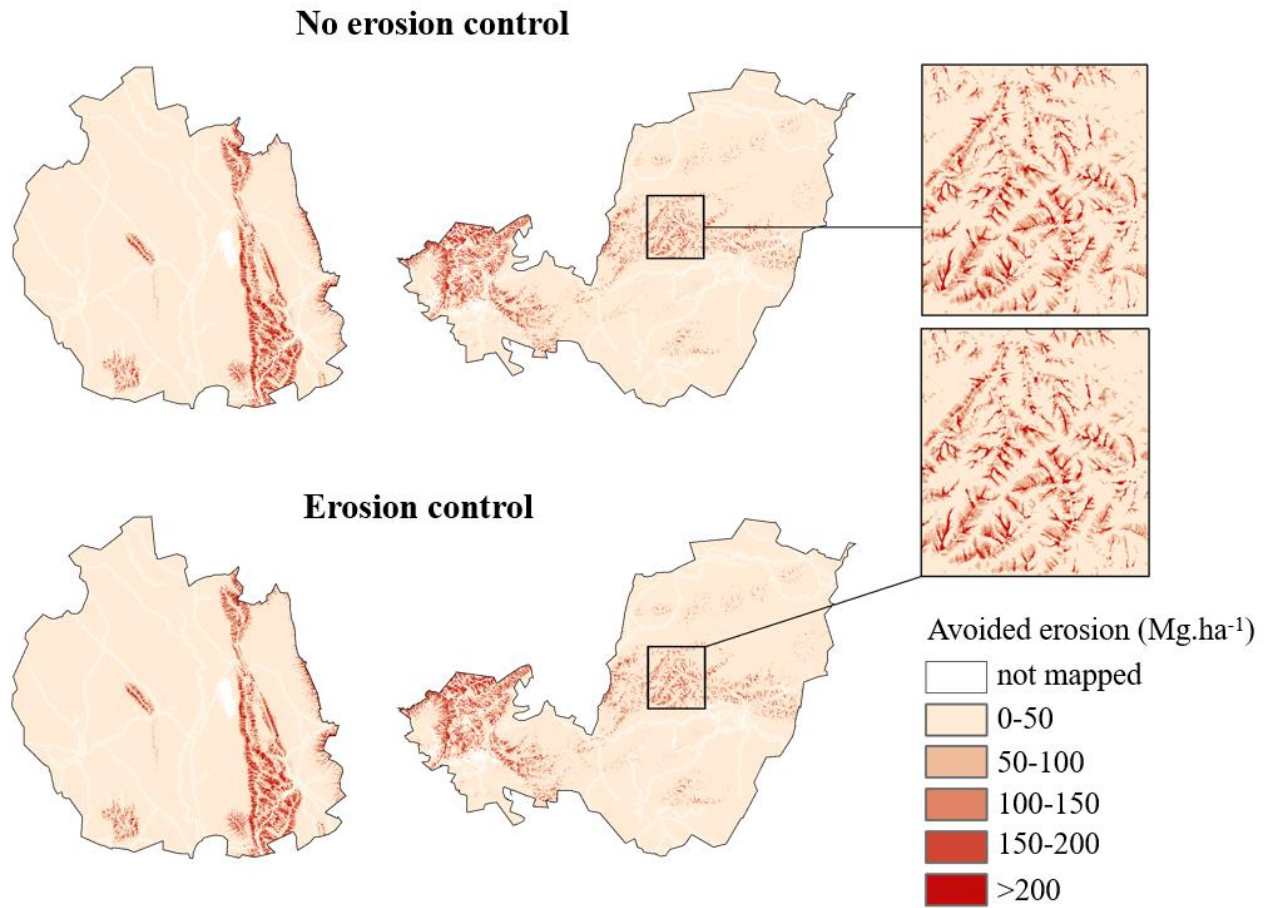 No erosion control
Erosion control
Avoided erosion (Mg.ha⁻¹)
not mapped
0-50
50-100
100-150
150-200
>200